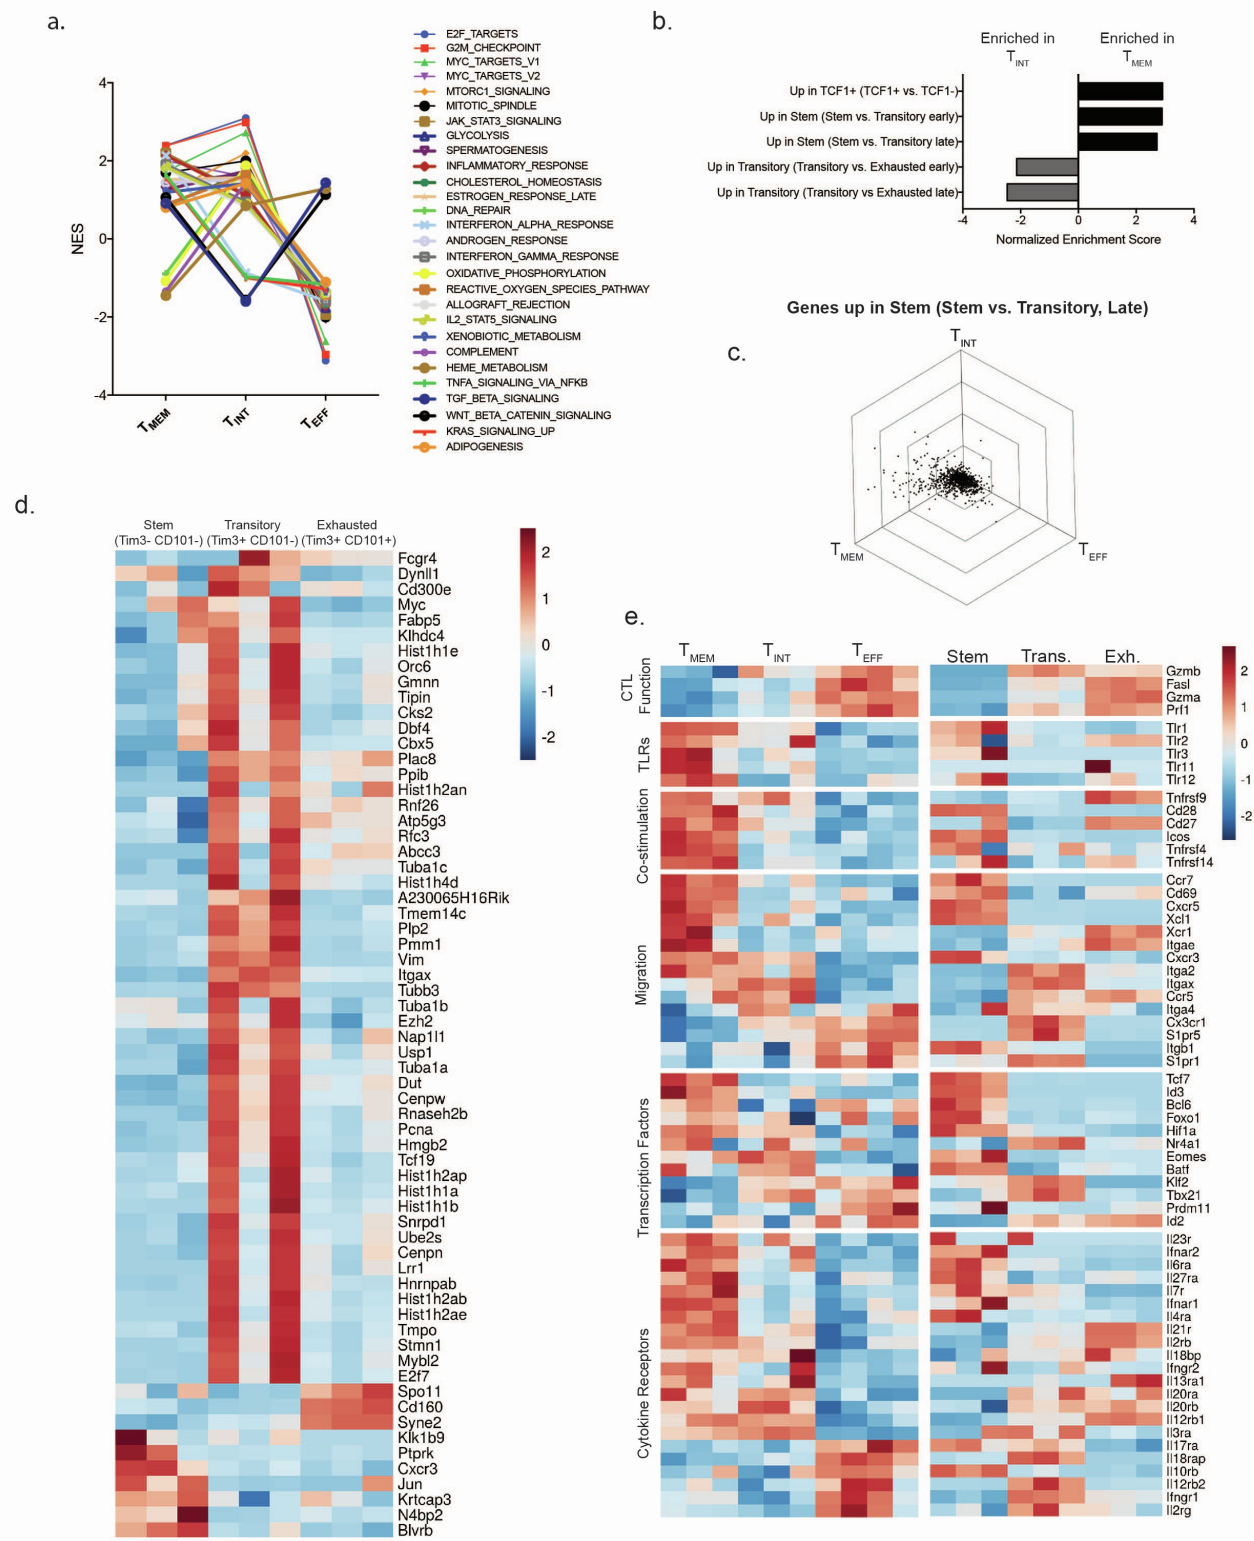 a.
E2F_TARGETS
G2M_CHECKPOINT
MYC_TARGETS_V1
MYC_TARGETS_V2
MTORC1_SIGNALING
MITOTIC_SPINDLE
JAK_STAT3_SIGNALING
GLYCOLYSIS
SPERMATOGENESIS
INFLAMMATORY_RESPONSE
CHOLESTEROL_HOMEOSTASIS
ESTROGEN_RESPONSE_LATE
DNA_REPAIR
INTERFERON_ALPHA_RESPONSE
ANDROGEN_RESPONSE
INTERFERON_GAMMA_RESPONSE
OXIDATIVE_PHOSPHORYLATION
REACTIVE_OXYGEN_SPECIES_PATHWAY
ALLOGRAFT_REJECTION
IL2_STAT5_SIGNALING
XENOBIOTIC_METABOLISM
COMPLEMENT
HEME_METABOLISM
TNFA_SIGNALING_VIA_NFKB
TGF_BETA_SIGNALING
WNT_BETA_CATENIN_SIGNALING
KRAS_SIGNALING_UP
ADIPOGENESIS
4
2
0
-2
-4
NES
TMEM
TINT
TEFF
b.
Enriched in
TINT
Enriched in
TMEM
Up in TCF1+ (TCF1+ vs. TCF1-)
Up in Stem (Stem vs. Transitory early)
Up in Stem (Stem vs. Transitory late)
Up in Transitory (Transitory vs. Exhausted early)
Up in Transitory (Transitory vs Exhausted late)
-4 -2 0 2 4
Normalized Enrichment Score
Genes up in Stem (Stem vs. Transitory, Late)
c.
TINT
TMEM
TEFF
d.
Stem Transitory Exhausted
(Tim3- CD101-) (Tim3+ CD101-) (Tim3+ CD101+)
Fcgr4
Dynll1
Cd300e
Myc
Fabp5
Klhdc4
Hist1h1e
Orc6
Gmnn
Tipin
Cks2
Dbf4
Cbx5
Plac8
Ppib
Hist1h2an
Rnf26
Atp5g3
Rfc3
Abcc3
Tuba1c
Hist1h4d
A230065H16Rik
Tmem14c
Plp2
Pmm1
Vim
Itgax
Tubb3
Tuba1b
Ezh2
Nap1l1
Usp1
Tuba1a
Dut
Cenpw
Rnaseh2b
Pcna
Hmgb2
Tcf19
Hist1h2ap
Hist1h1a
Hist1h1b
Snrpd1
Ube2s
Cenpn
Lrr1
Hnrnpab
Hist1h2ab
Hist1h2ae
Tmpo
Stmn1
Mybl2
E2f7
Spo11
Cd160
Syne2
Klk1b9
Ptprk
Cxcr3
Jun
Krtcap3
N4bp2
Blvrb
2
1
0
-1
-2
e.
TMEM TINT TEFF Stem Trans. Exh.
CTL
Function
Gzmb
Fasl
Gzma
Prf1
TLRs
Tlr1
Tlr2
Tlr3
Tlr11
Tlr12
Co-stimulation
Tnfrsf9
Cd28
Cd27
Icos
Tnfrsf4
Tnfrsf14
Migration
Ccr7
Cd69
Cxcr5
Xcl1
Xcr1
Itgae
Cxcr3
Itga2
Itgax
Ccr5
Itga4
Cx3cr1
S1pr5
Itgb1
S1pr1
Transcription Factors
Tcf7
Id3
Bcl6
Foxo1
Hif1a
Nr4a1
Eomes
Batf
Klf2
Tbx21
Prdm11
Id2
Cytokine Receptors
Il23r
Ifnar2
Il6ra
Il27ra
Il7r
Ifnar1
Il4ra
Il21r
Il2rb
Il18bp
Ifngr2
Il13ra1
Il20ra
Il20rb
Il12rb1
Il3ra
Il17ra
Il18rap
Il10rb
Il12rb2
Ifngr1
Il2rg
2
1
0
-1
-2